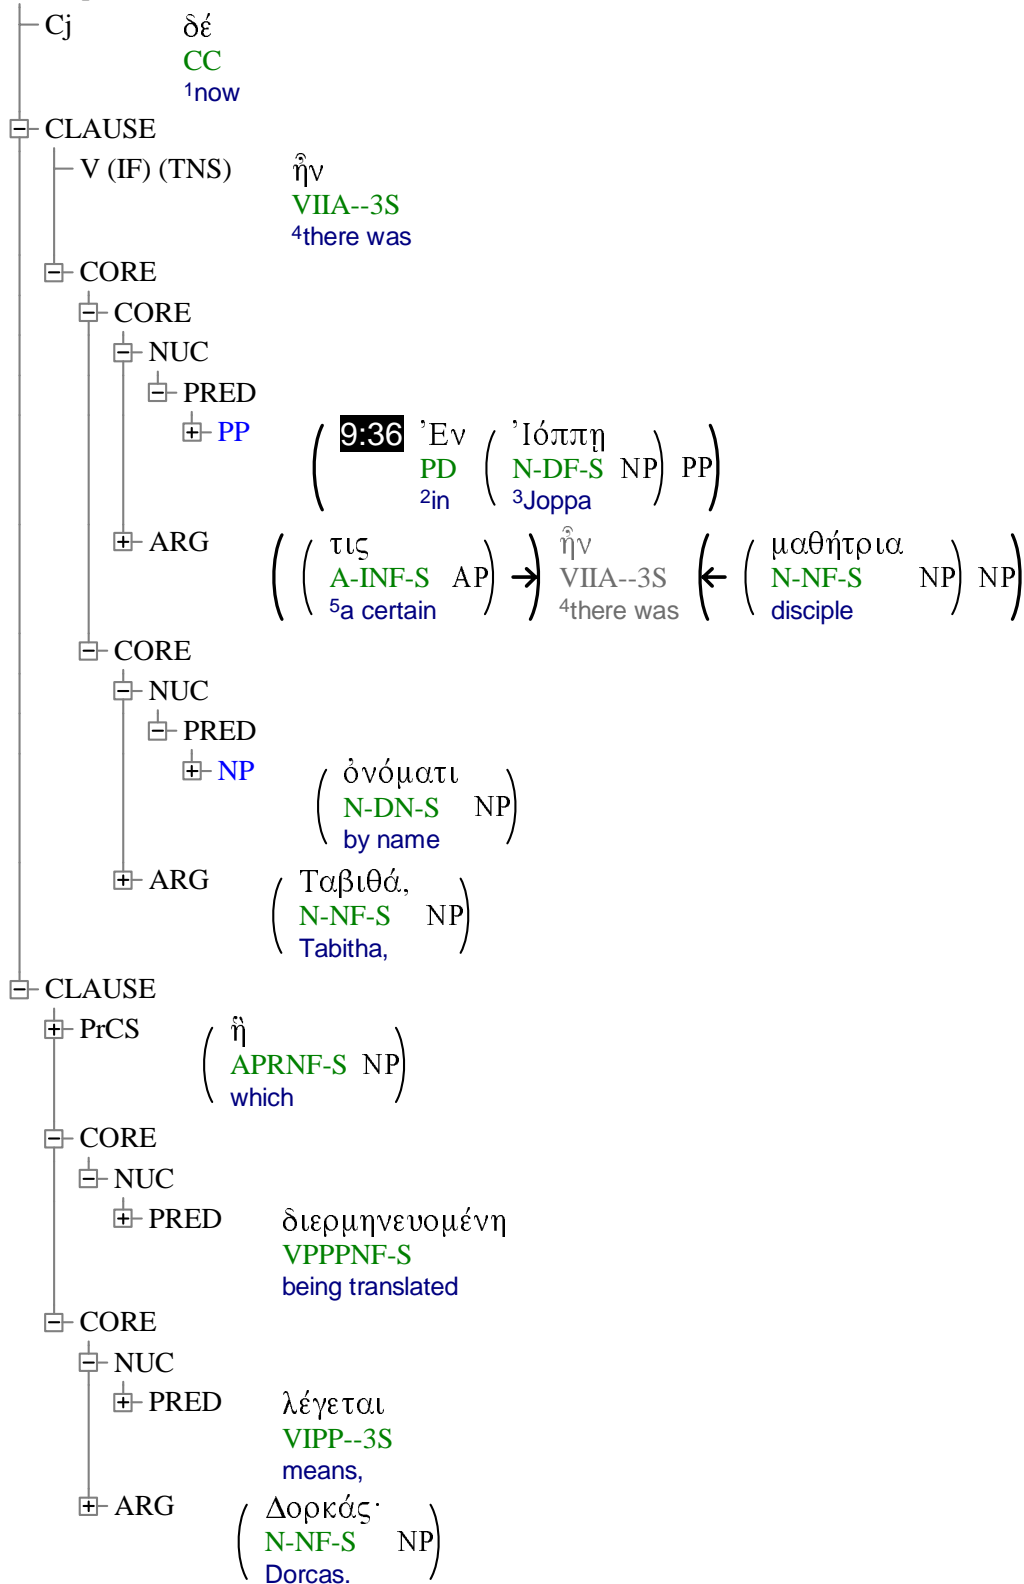 Cj δέ
CC
1now
CLAUSE
V (IF) (TNS) ἦν
VIIA--3S
4there was
CORE
CORE
NUC
PRED
PP ( 9:36 Ἐν ( Ἰόππῃ
PD N-DF-S NP) PP)
2in 3Joppa
ARG ( ( τις ἦν μαθήτρια
A-INF-S AP) →) VIIA--3S (← ( N-NF-S NP) NP)
5a certain 4there was disciple
CORE
NUC
PRED
NP ( ὀνόματι
N-DN-S NP)
by name
ARG ( Ταβιθά,
N-NF-S NP)
Tabitha,
CLAUSE
PrCS ( ἣ
APRNF-S NP)
which
CORE
NUC
PRED διερμηνευομένη
VPPPNF-S
being translated
CORE
NUC
PRED λέγεται
VIPP--3S
means,
ARG ( Δορκάς·
N-NF-S NP)
Dorcas.